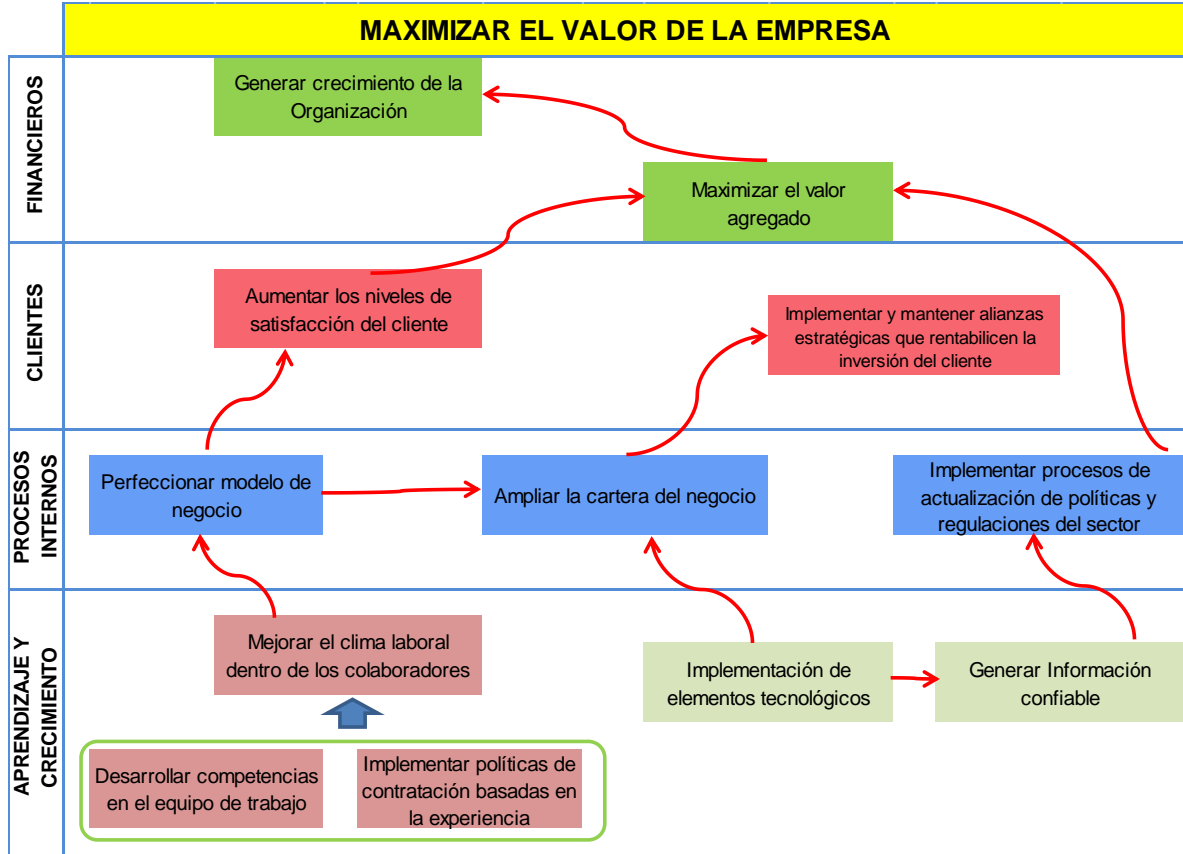 MAXIMIZAR EL VALOR DE LA EMPRESA
FINANCIEROS
Generar crecimiento de la
Organización
Maximizar el valor
agregado
CLIENTES
Aumentar los niveles de
satisfacción del cliente
Implementar y mantener alianzas
estratégicas que rentabilicen la
inversión del cliente
PROCESOS
INTERNOS
Perfeccionar modelo de
negocio
Ampliar la cartera del negocio
Implementar procesos de
actualización de políticas y
regulaciones del sector
APRENDIZAJE Y
CRECIMIENTO
Mejorar el clima laboral
dentro de los colaboradores
Implementación de
elementos tecnológicos
Generar Información
confiable
Desarrollar competencias
en el equipo de trabajo
Implementar políticas de
contratación basadas en
la experiencia